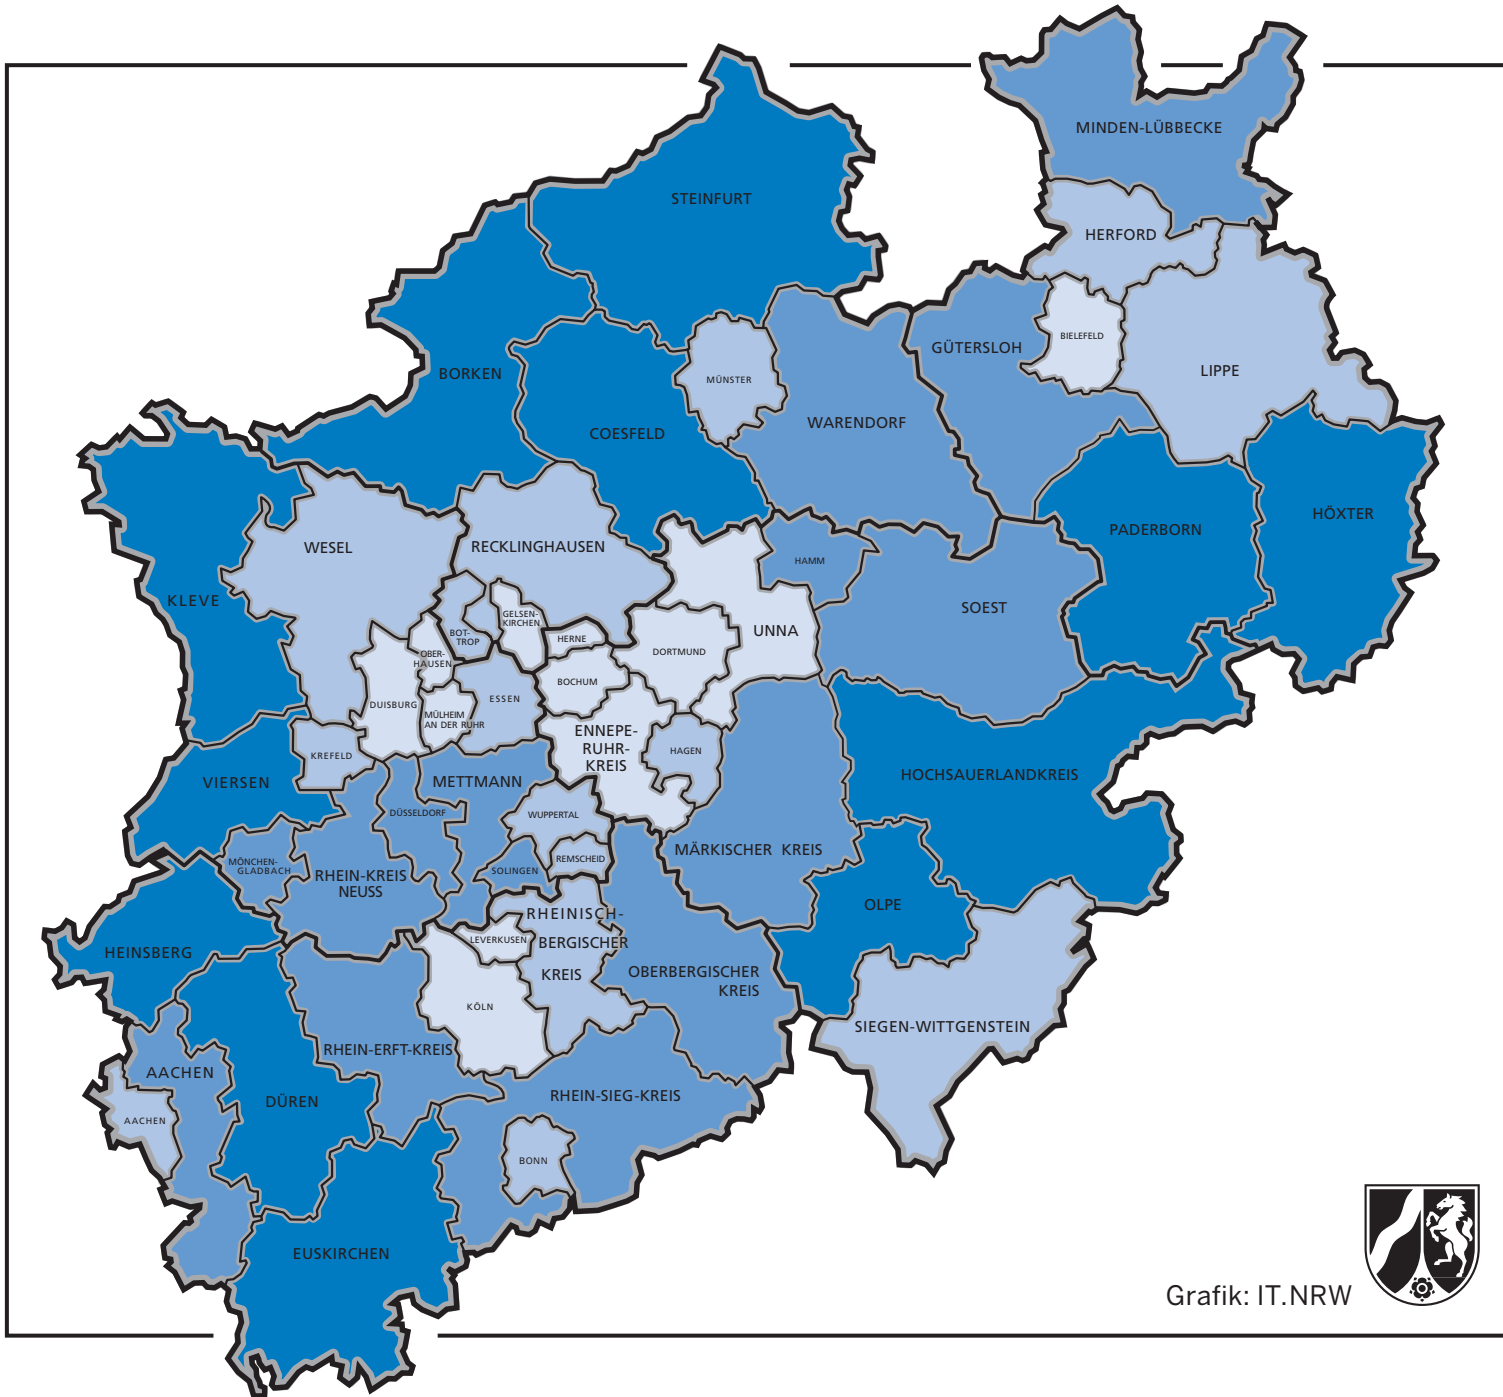 MINDEN-LÜBBECKE
STEINFURT
HERFORD
BIELEFELD
GÜTERSLOH
LIPPE
BORKEN
MÜNSTER
COESFELD
WARENDORF
HÖXTER
PADERBORN
WESEL
RECKLINGHAUSEN
HAMM
KLEVE
SOEST
GELSEN-
KIRCHEN
BOT-
TROP
HERNE
UNNA
OBER-
HAUSEN
DORTMUND
BOCHUM
ESSEN
DUISBURG
MÜLHEIM
AN DER RUHR
ENNEPE-
RUHR-
KREIS
HAGEN
KREFELD
HOCHSAUERLANDKREIS
VIERSEN
METTMANN
DÜSSELDORF
WUPPERTAL
MÄRKISCHER KREIS
REMSCHEID
MÖNCHEN-
GLADBACH
SOLINGEN
RHEIN-KREIS
NEUSS
OLPE
RHEINISCH-
BERGISCHER
KREIS
LEVERKUSEN
HEINSBERG
OBERBERGISCHER
KREIS
KÖLN
SIEGEN-WITTGENSTEIN
RHEIN-ERFT-KREIS
AACHEN
DÜREN
RHEIN-SIEG-KREIS
AACHEN
BONN
EUSKIRCHEN
Grafik: IT.NRW